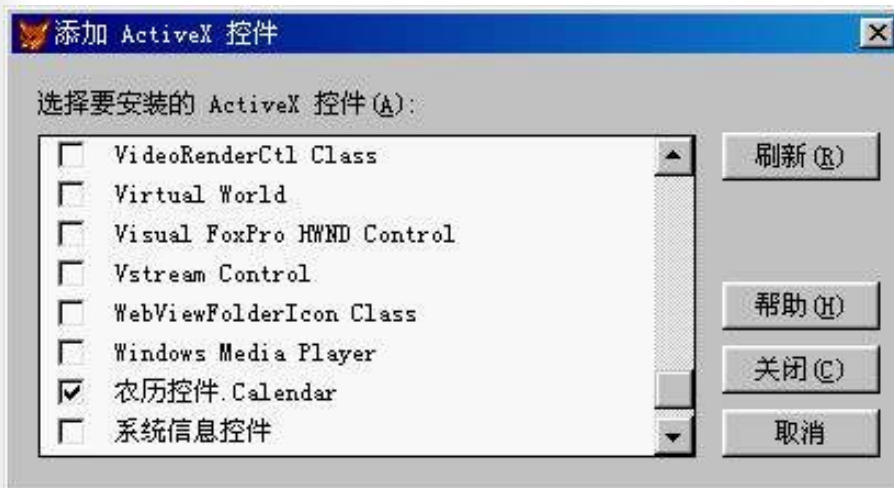 添加 ActiveX 控件
选择要安装的 ActiveX 控件(A):
VideoRenderCtl Class
Virtual World
Visual FoxPro HWND Control
Vstream Control
WebViewFolderIcon Class
Windows Media Player
农历控件.Calendar
系统信息控件
刷新(R)
帮助(H)
关闭(C)
取消